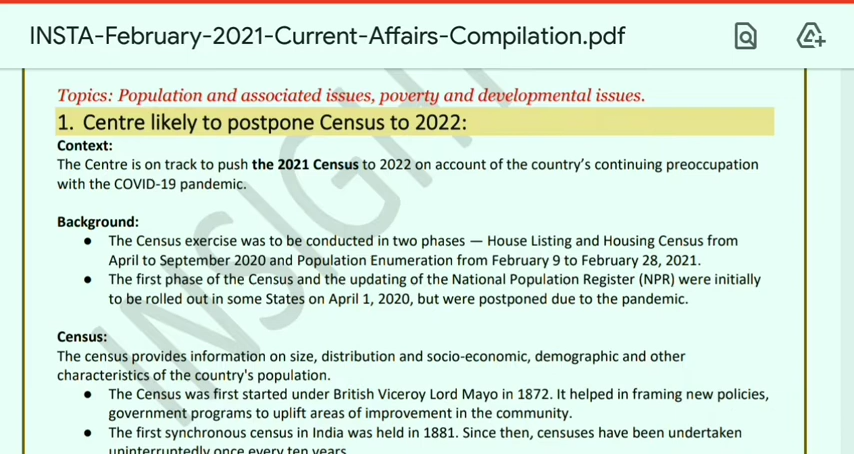 INSTA-February-2021-Current-Affairs-Compilation.pdf
Topics: Population and associated issues, poverty and developmental issues.
1. Centre likely to postpone Census to 2022:
Context:
The Centre is on track to push the 2021 Census to 2022 on account of the country's continuing preoccupation
with the COVID-19 pandemic.
Background:
● The Census exercise was to be conducted in two phases — House Listing and Housing Census from
April to September 2020 and Population Enumeration from February 9 to February 28, 2021.
● The first phase of the Census and the updating of the National Population Register (NPR) were initially
to be rolled out in some States on April 1, 2020, but were postponed due to the pandemic.
Census:
The census provides information on size, distribution and socio-economic, demographic and other
characteristics of the country's population.
● The Census was first started under British Viceroy Lord Mayo in 1872. It helped in framing new policies,
government programs to uplift areas of improvement in the community.
● The first synchronous census in India was held in 1881. Since then, censuses have been undertaken
uninterruptedly once every ten years.
INSIGH